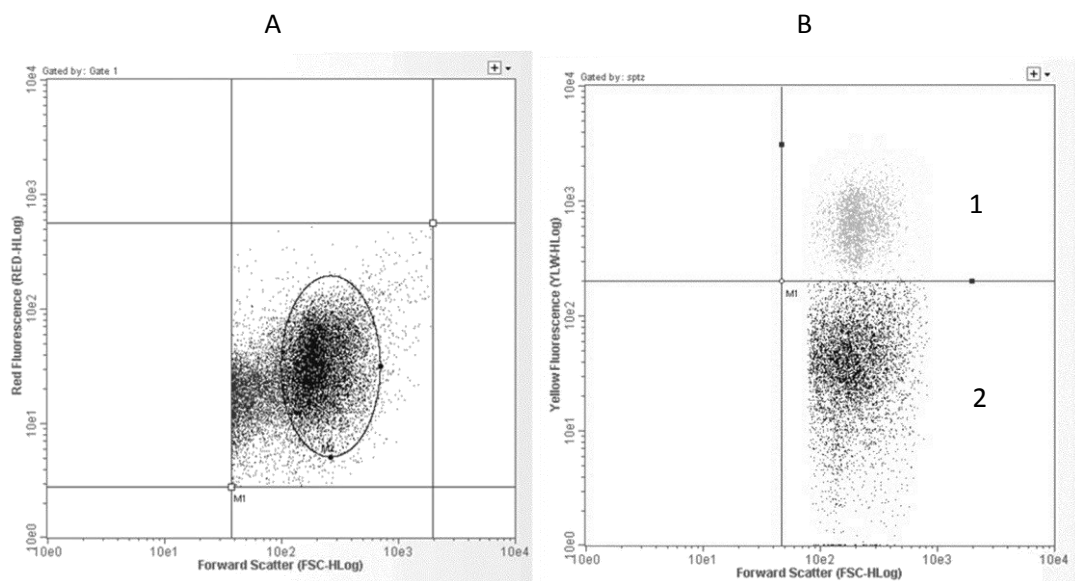 A
B
Gated by: Gate 1
+
10e4
10e3
10e2
10e1
10e0
Red Fluorescence (RED-HLog)
M2
M1
10e0
10e1
10e2
10e3
10e4
Forward Scatter (FSC-HLog)
Gated by: sptz
+
10e4
10e3
10e2
10e1
10e0
Yellow Fluorescence (YLW-HLog)
1
M1
2
10e0
10e1
10e2
10e3
10e4
Forward Scatter (FSC-HLog)